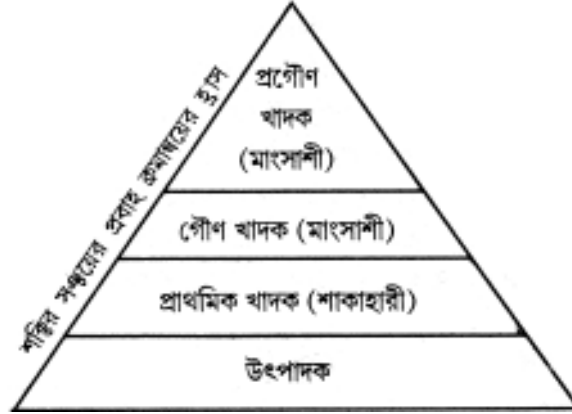 প্রগৌণ
খাদক
(মাংসাশী)
গৌণ খাদক (মাংসাশী)
প্রাথমিক খাদক (শাকাহারী)
উৎপাদক
শক্তির সঞ্চয়ের প্রবাহ ক্রমান্বয়ের হ্রাস